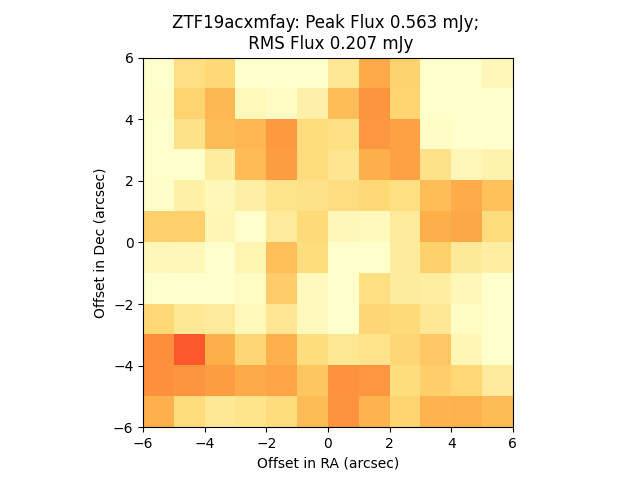 ZTF19acxmfay: Peak Flux 0.563 mJy;
RMS Flux 0.207 mJy
6
4
2
0
−2
−4
−6
Offset in Dec (arcsec)
−6 −4 −2 0 2 4 6
Offset in RA (arcsec)